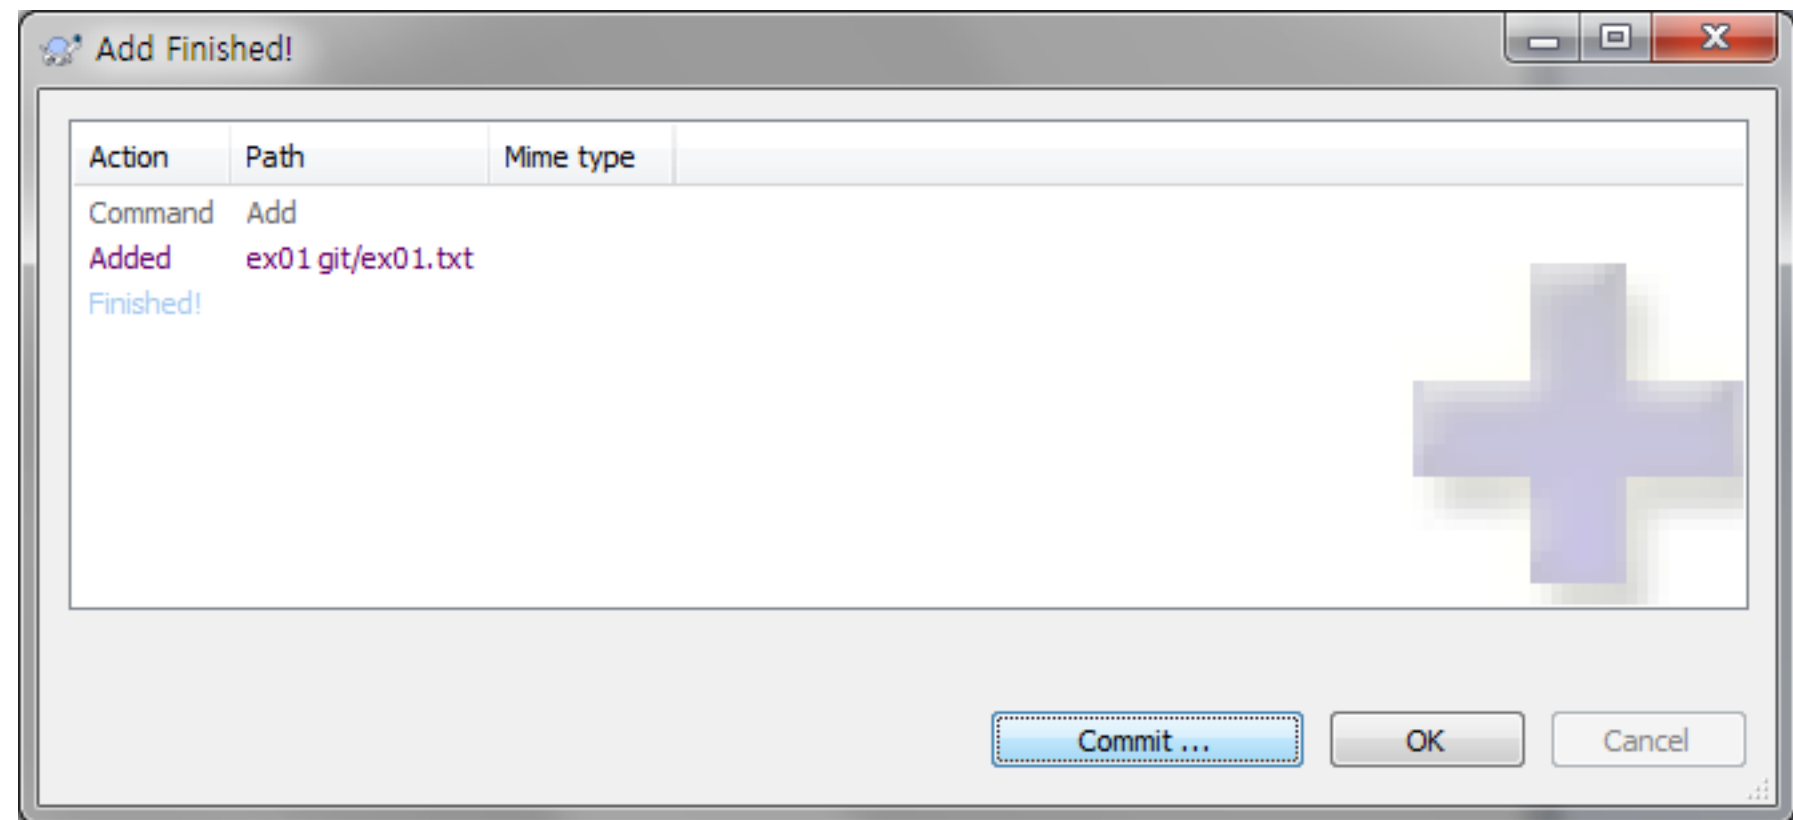 Add Finished!
Action Path Mime type
Command Add
Added ex01 git/ex01.txt
Finished!
Commit ... OK Cancel